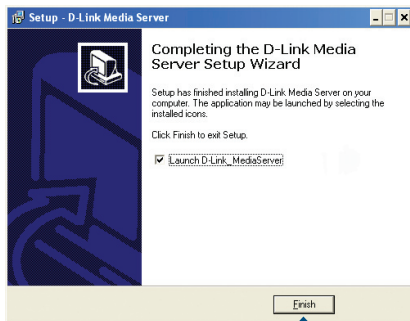 Setup - D-Link Media Server
Completing the D-Link Media
Server Setup Wizard
Setup has finished installing D-Link Media Server on your
computer. The application may be launched by selecting the
installed icons.
Click Finish to exit Setup.
Launch D-Link_MediaServer
Finish